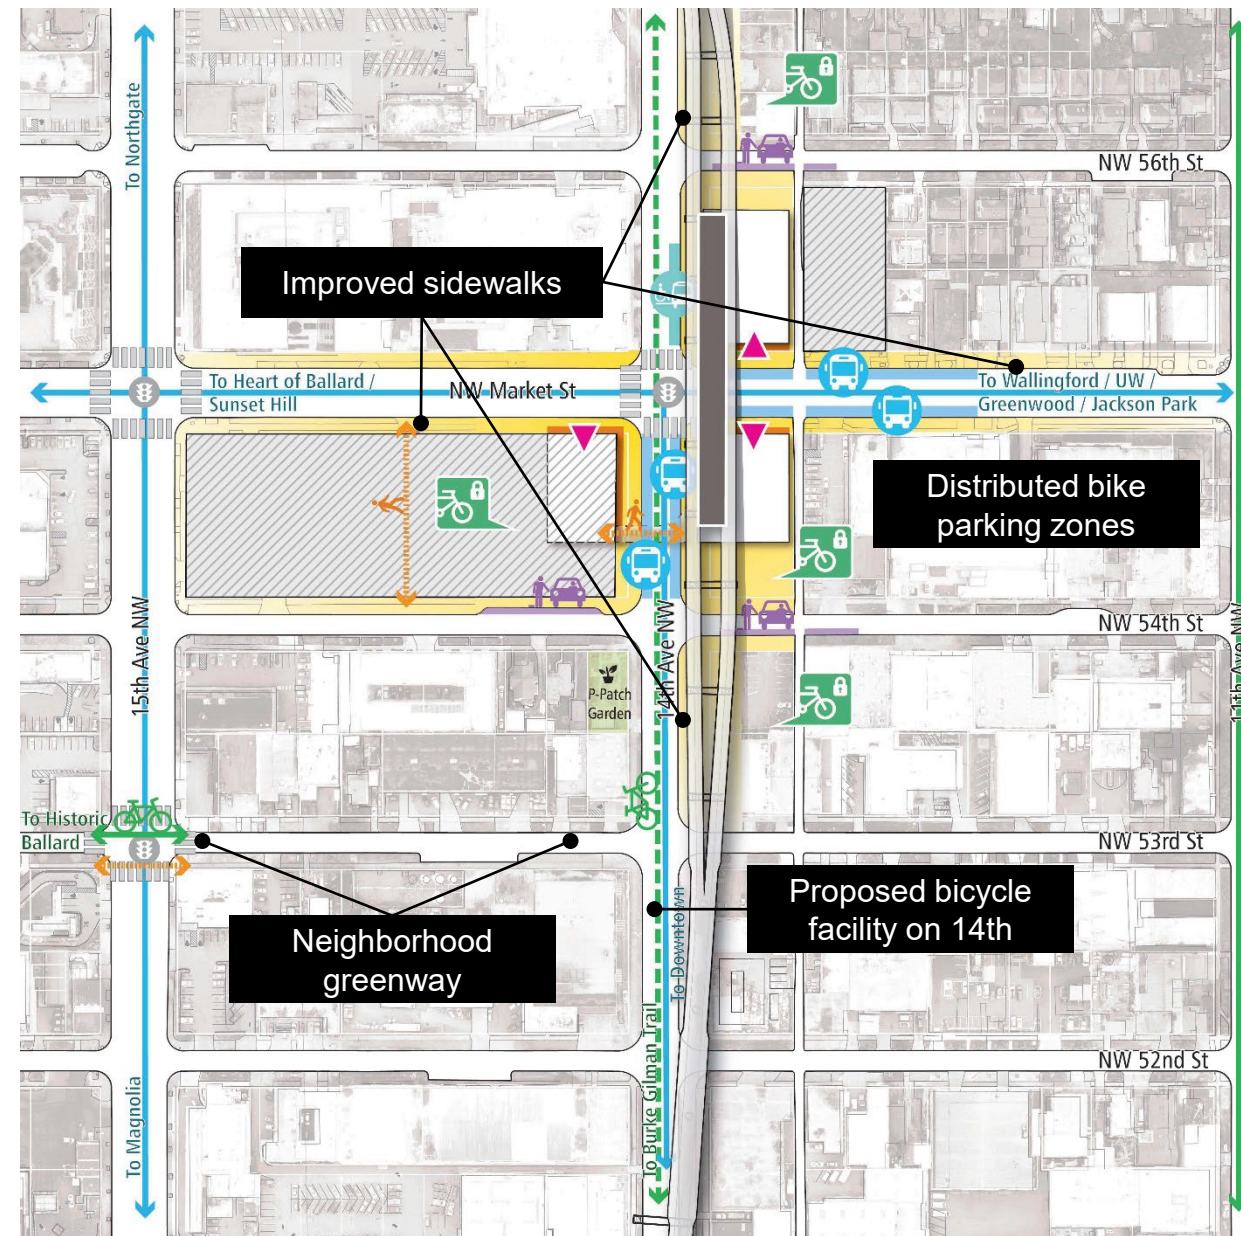 To Northgate
NW 56th St
Improved sidewalks
To Heart of Ballard /
Sunset Hill
NW Market St
To Wallingford / UW /
Greenwood / Jackson Park
Distributed bike
parking zones
15th Ave NW
14th Ave NW
11th Ave NW
NW 54th St
P-Patch
Garden
To Historic
Ballard
NW 53rd St
Neighborhood
greenway
Proposed bicycle
facility on 14th
To Downtown
To Burke Gilman Trail
NW 52nd St
To Magnolia